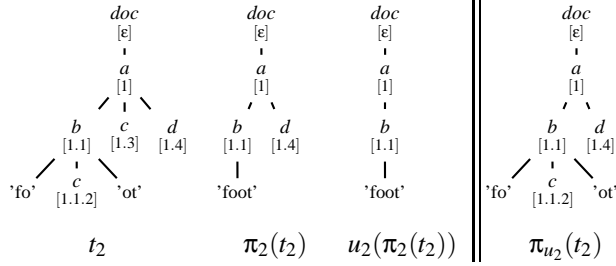 doc doc doc doc
[ε] [ε] [ε] [ε]
a a a a
[1] [1] [1] [1]
b c d b d b b d
[1.1] [1.3] [1.4] [1.1] [1.4] [1.1] [1.1] [1.4]
'fo' c 'ot' 'foot' 'foot' 'fo' c 'ot'
[1.1.2] [1.1.2]
t₂ π₂(t₂) u₂(π₂(t₂)) π_{u₂}(t₂)